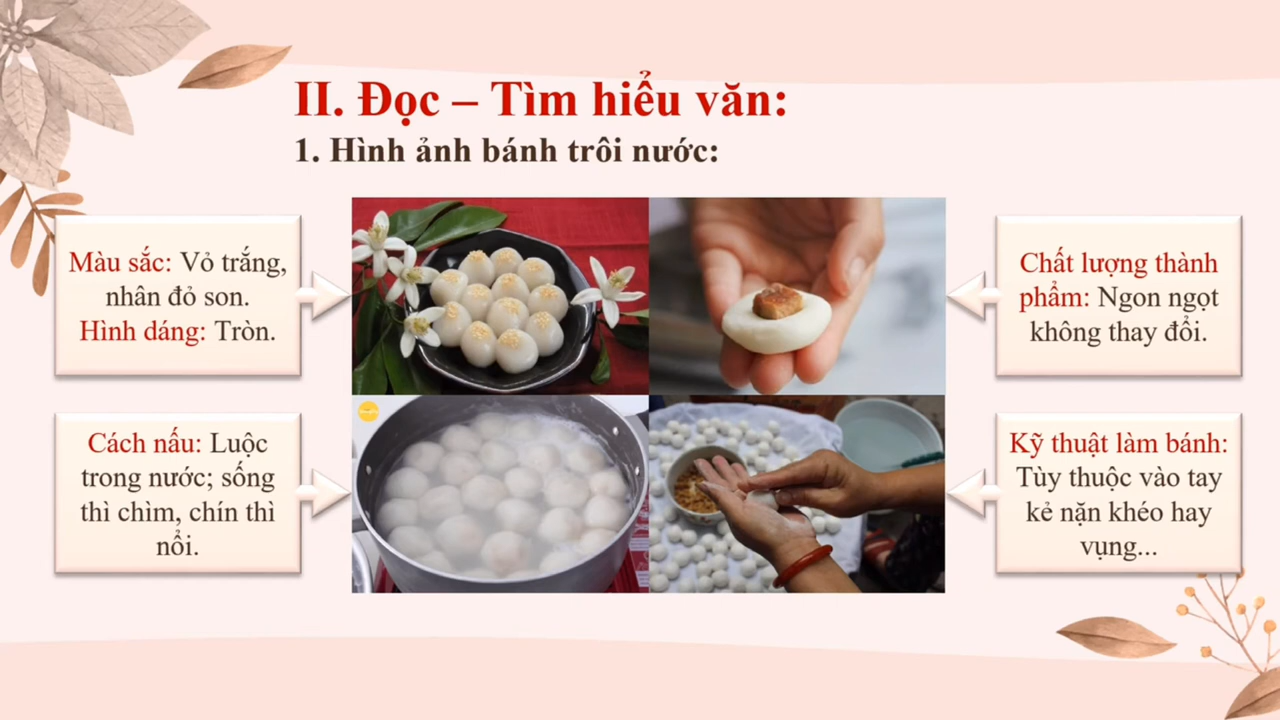 II. Đọc – Tìm hiểu văn:
1. Hình ảnh bánh trôi nước:
Màu sắc: Vỏ trắng,
nhân đỏ son.
Hình dáng: Tròn.
Cách nấu: Luộc
trong nước; sống
thì chìm, chín thì
nổi.
Chất lượng thành
phẩm: Ngon ngọt
không thay đổi.
Kỹ thuật làm bánh:
Tùy thuộc vào tay
kẻ nặn khéo hay
vụng...